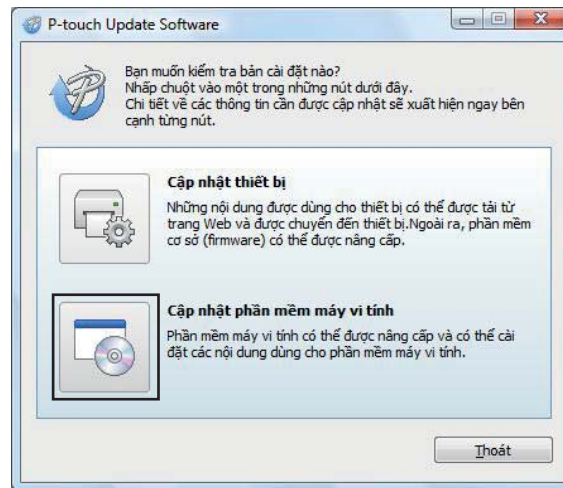 P-touch Update Software
Bạn muốn kiểm tra bản cài đặt nào?
Nhấp chuột vào một trong những nút dưới đây.
Chi tiết về các thông tin cần được cập nhật sẽ xuất hiện ngay bên
cạnh từng nút.
Cập nhật thiết bị
Những nội dung được dùng cho thiết bị có thể được tải từ
trang Web và được chuyển đến thiết bị.Ngoài ra, phần mềm
cơ sở (firmware) có thể được nâng cấp.
Cập nhật phần mềm máy vi tính
Phần mềm máy vi tính có thể được nâng cấp và có thể cài
đặt các nội dung dùng cho phần mềm máy vi tính.
Thoát